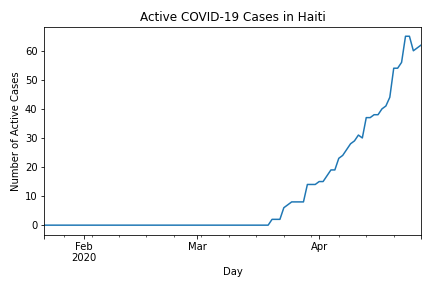 Active COVID-19 Cases in Haiti
Number of Active Cases
60
50
40
30
20
10
0
Feb
2020
Mar
Apr
Day